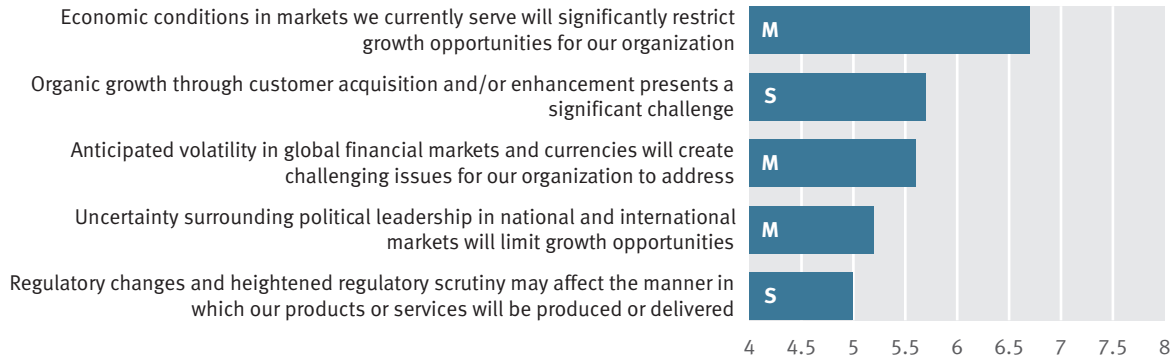 Economic conditions in markets we currently serve will significantly restrict
growth opportunities for our organization
M
Organic growth through customer acquisition and/or enhancement presents a
significant challenge
S
Anticipated volatility in global financial markets and currencies will create
challenging issues for our organization to address
M
Uncertainty surrounding political leadership in national and international
markets will limit growth opportunities
M
Regulatory changes and heightened regulatory scrutiny may affect the manner in
which our products or services will be produced or delivered
S
4 4.5 5 5.5 6 6.5 7 7.5 8